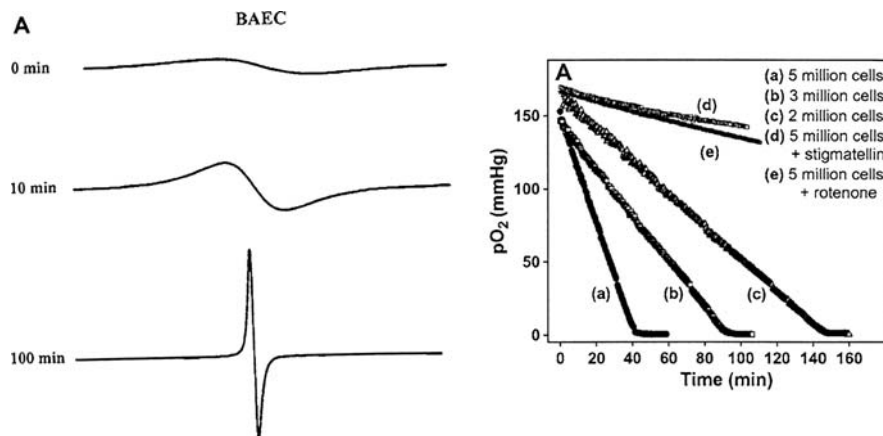 A
BAEC
0 min
10 min
100 min
A
(a) 5 million cells
(b) 3 million cells
(c) 2 million cells
(d) 5 million cells
+ stigmatellin
(e) 5 million cells
+ rotenone
(d)
(e)
(a)
(b)
(c)
150
100
50
0
pO2 (mmHg)
0 20 40 60 80 100 120 140 160
Time (min)